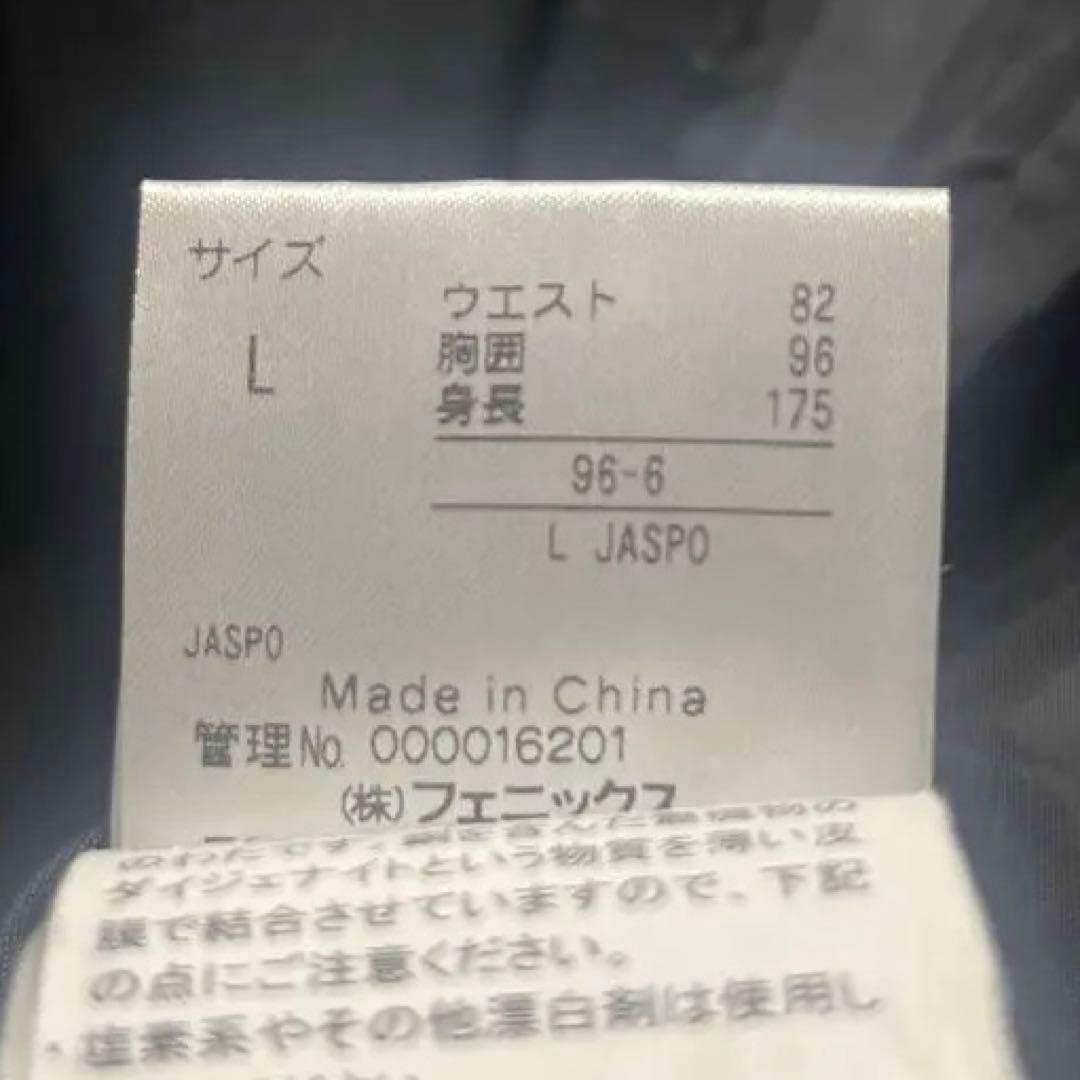 サイズ
L
ウエスト 82
胸囲 96
身長 175
96-6
L JASPO
JASPO
Made in China
管理No. 000016201
(株)フェニックス
ダイジェナイトという物質を薄い皮
膜で結合させていますので、下記
の点にご注意ください。
・塩素系やその他漂白剤は使用し